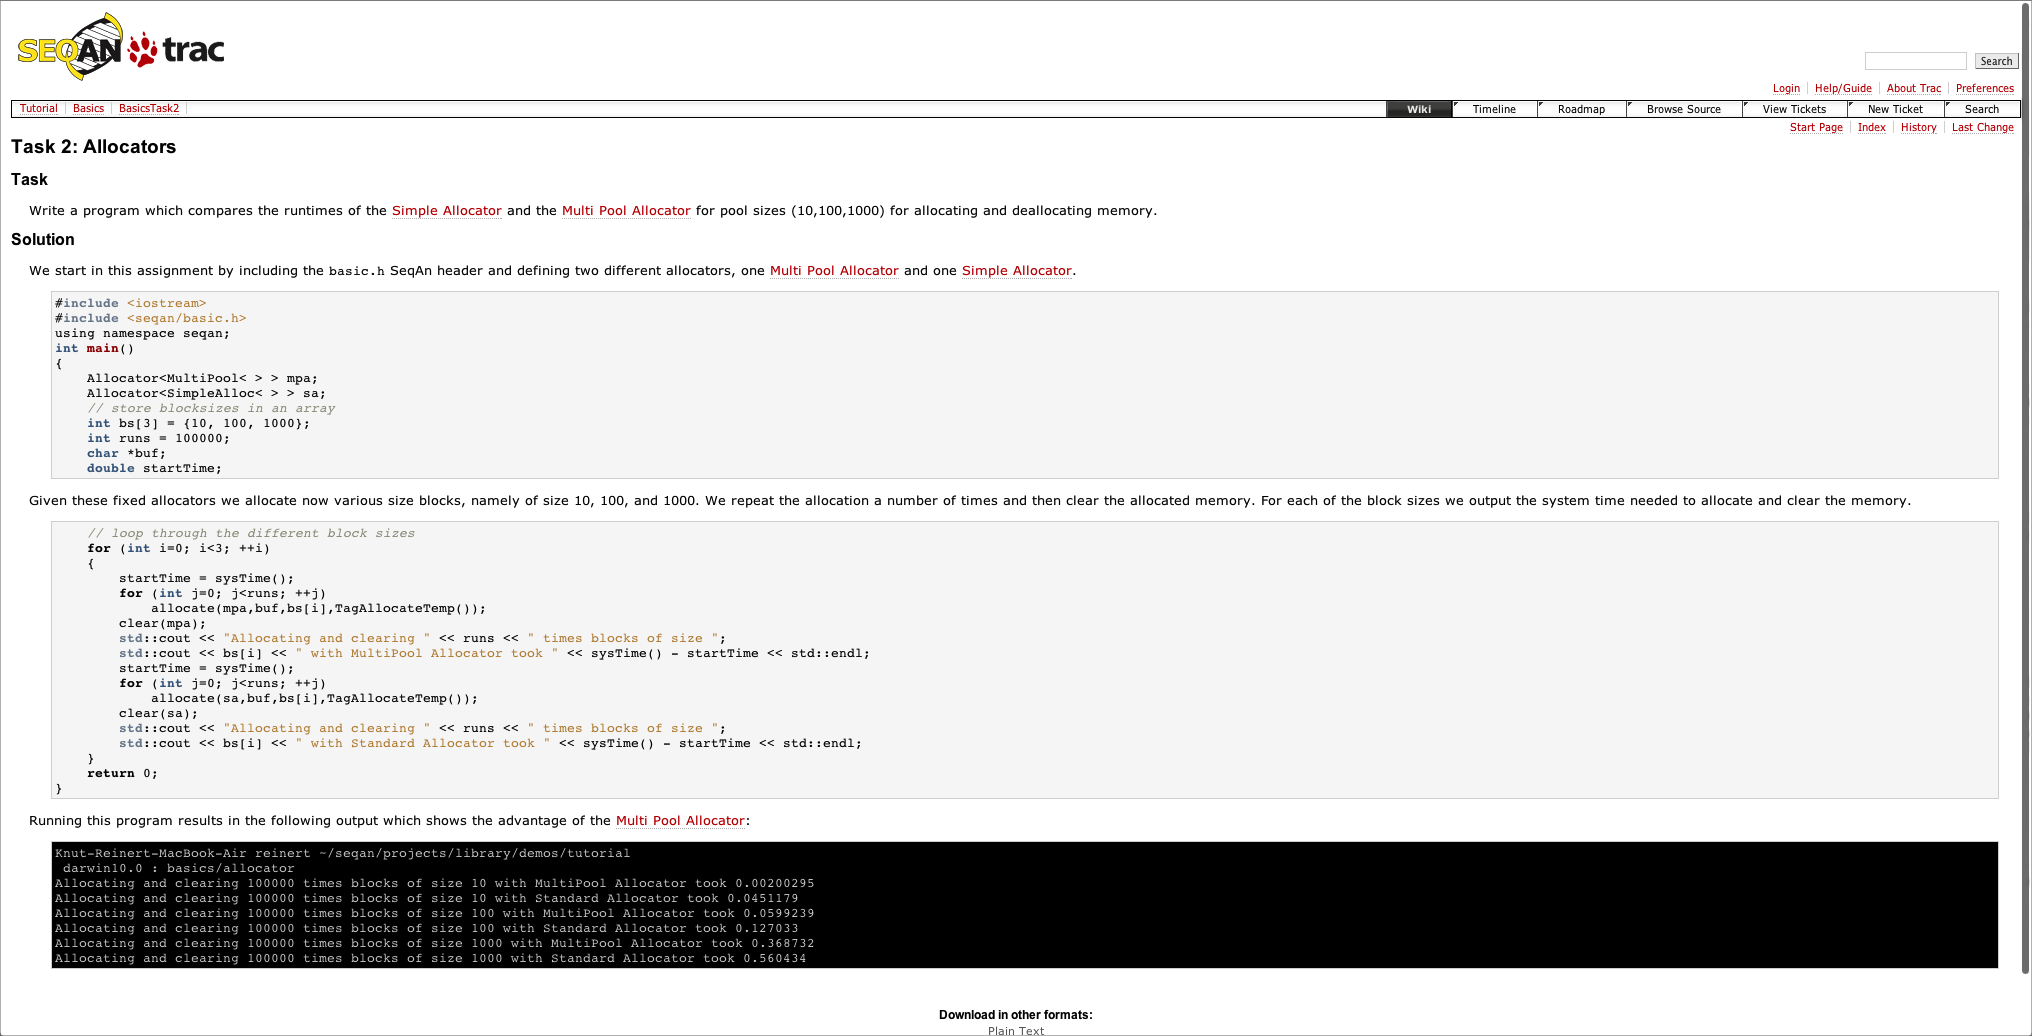 SEQAN trac
Search
Login Help/Guide About Trac Preferences
Tutorial Basics BasicsTask2 Wiki Timeline Roadmap Browse Source View Tickets New Ticket Search
Start Page Index History Last Change
Task 2: Allocators
Task
Write a program which compares the runtimes of the Simple Allocator and the Multi Pool Allocator for pool sizes (10,100,1000) for allocating and deallocating memory.
Solution
We start in this assignment by including the basic.h SeqAn header and defining two different allocators, one Multi Pool Allocator and one Simple Allocator.
#include <iostream>
#include <seqan/basic.h>
using namespace seqan;
int main()
{
    Allocator<MultiPool< > > mpa;
    Allocator<SimpleAlloc< > > sa;
    // store blocksizes in an array
    int bs[3] = {10, 100, 1000};
    int runs = 100000;
    char *buf;
    double startTime;
Given these fixed allocators we allocate now various size blocks, namely of size 10, 100, and 1000. We repeat the allocation a number of times and then clear the allocated memory. For each of the block sizes we output the system time needed to allocate and clear the memory.
    // loop through the different block sizes
    for (int i=0; i<3; ++i)
    {
        startTime = sysTime();
        for (int j=0; j<runs; ++j)
            allocate(mpa,buf,bs[i],TagAllocateTemp());
        clear(mpa);
        std::cout << "Allocating and clearing " << runs << " times blocks of size ";
        std::cout << bs[i] << " with MultiPool Allocator took " << sysTime() - startTime << std::endl;
        startTime = sysTime();
        for (int j=0; j<runs; ++j)
            allocate(sa,buf,bs[i],TagAllocateTemp());
        clear(sa);
        std::cout << "Allocating and clearing " << runs << " times blocks of size ";
        std::cout << bs[i] << " with Standard Allocator took " << sysTime() - startTime << std::endl;
    }
    return 0;
}
Running this program results in the following output which shows the advantage of the Multi Pool Allocator:
Knut-Reinert-MacBook-Air reinert ~/seqan/projects/library/demos/tutorial
 darwin10.0 : basics/allocator
Allocating and clearing 100000 times blocks of size 10 with MultiPool Allocator took 0.00200295
Allocating and clearing 100000 times blocks of size 10 with Standard Allocator took 0.0451179
Allocating and clearing 100000 times blocks of size 100 with MultiPool Allocator took 0.0599239
Allocating and clearing 100000 times blocks of size 100 with Standard Allocator took 0.127033
Allocating and clearing 100000 times blocks of size 1000 with MultiPool Allocator took 0.368732
Allocating and clearing 100000 times blocks of size 1000 with Standard Allocator took 0.560434
Download in other formats:
Plain Text